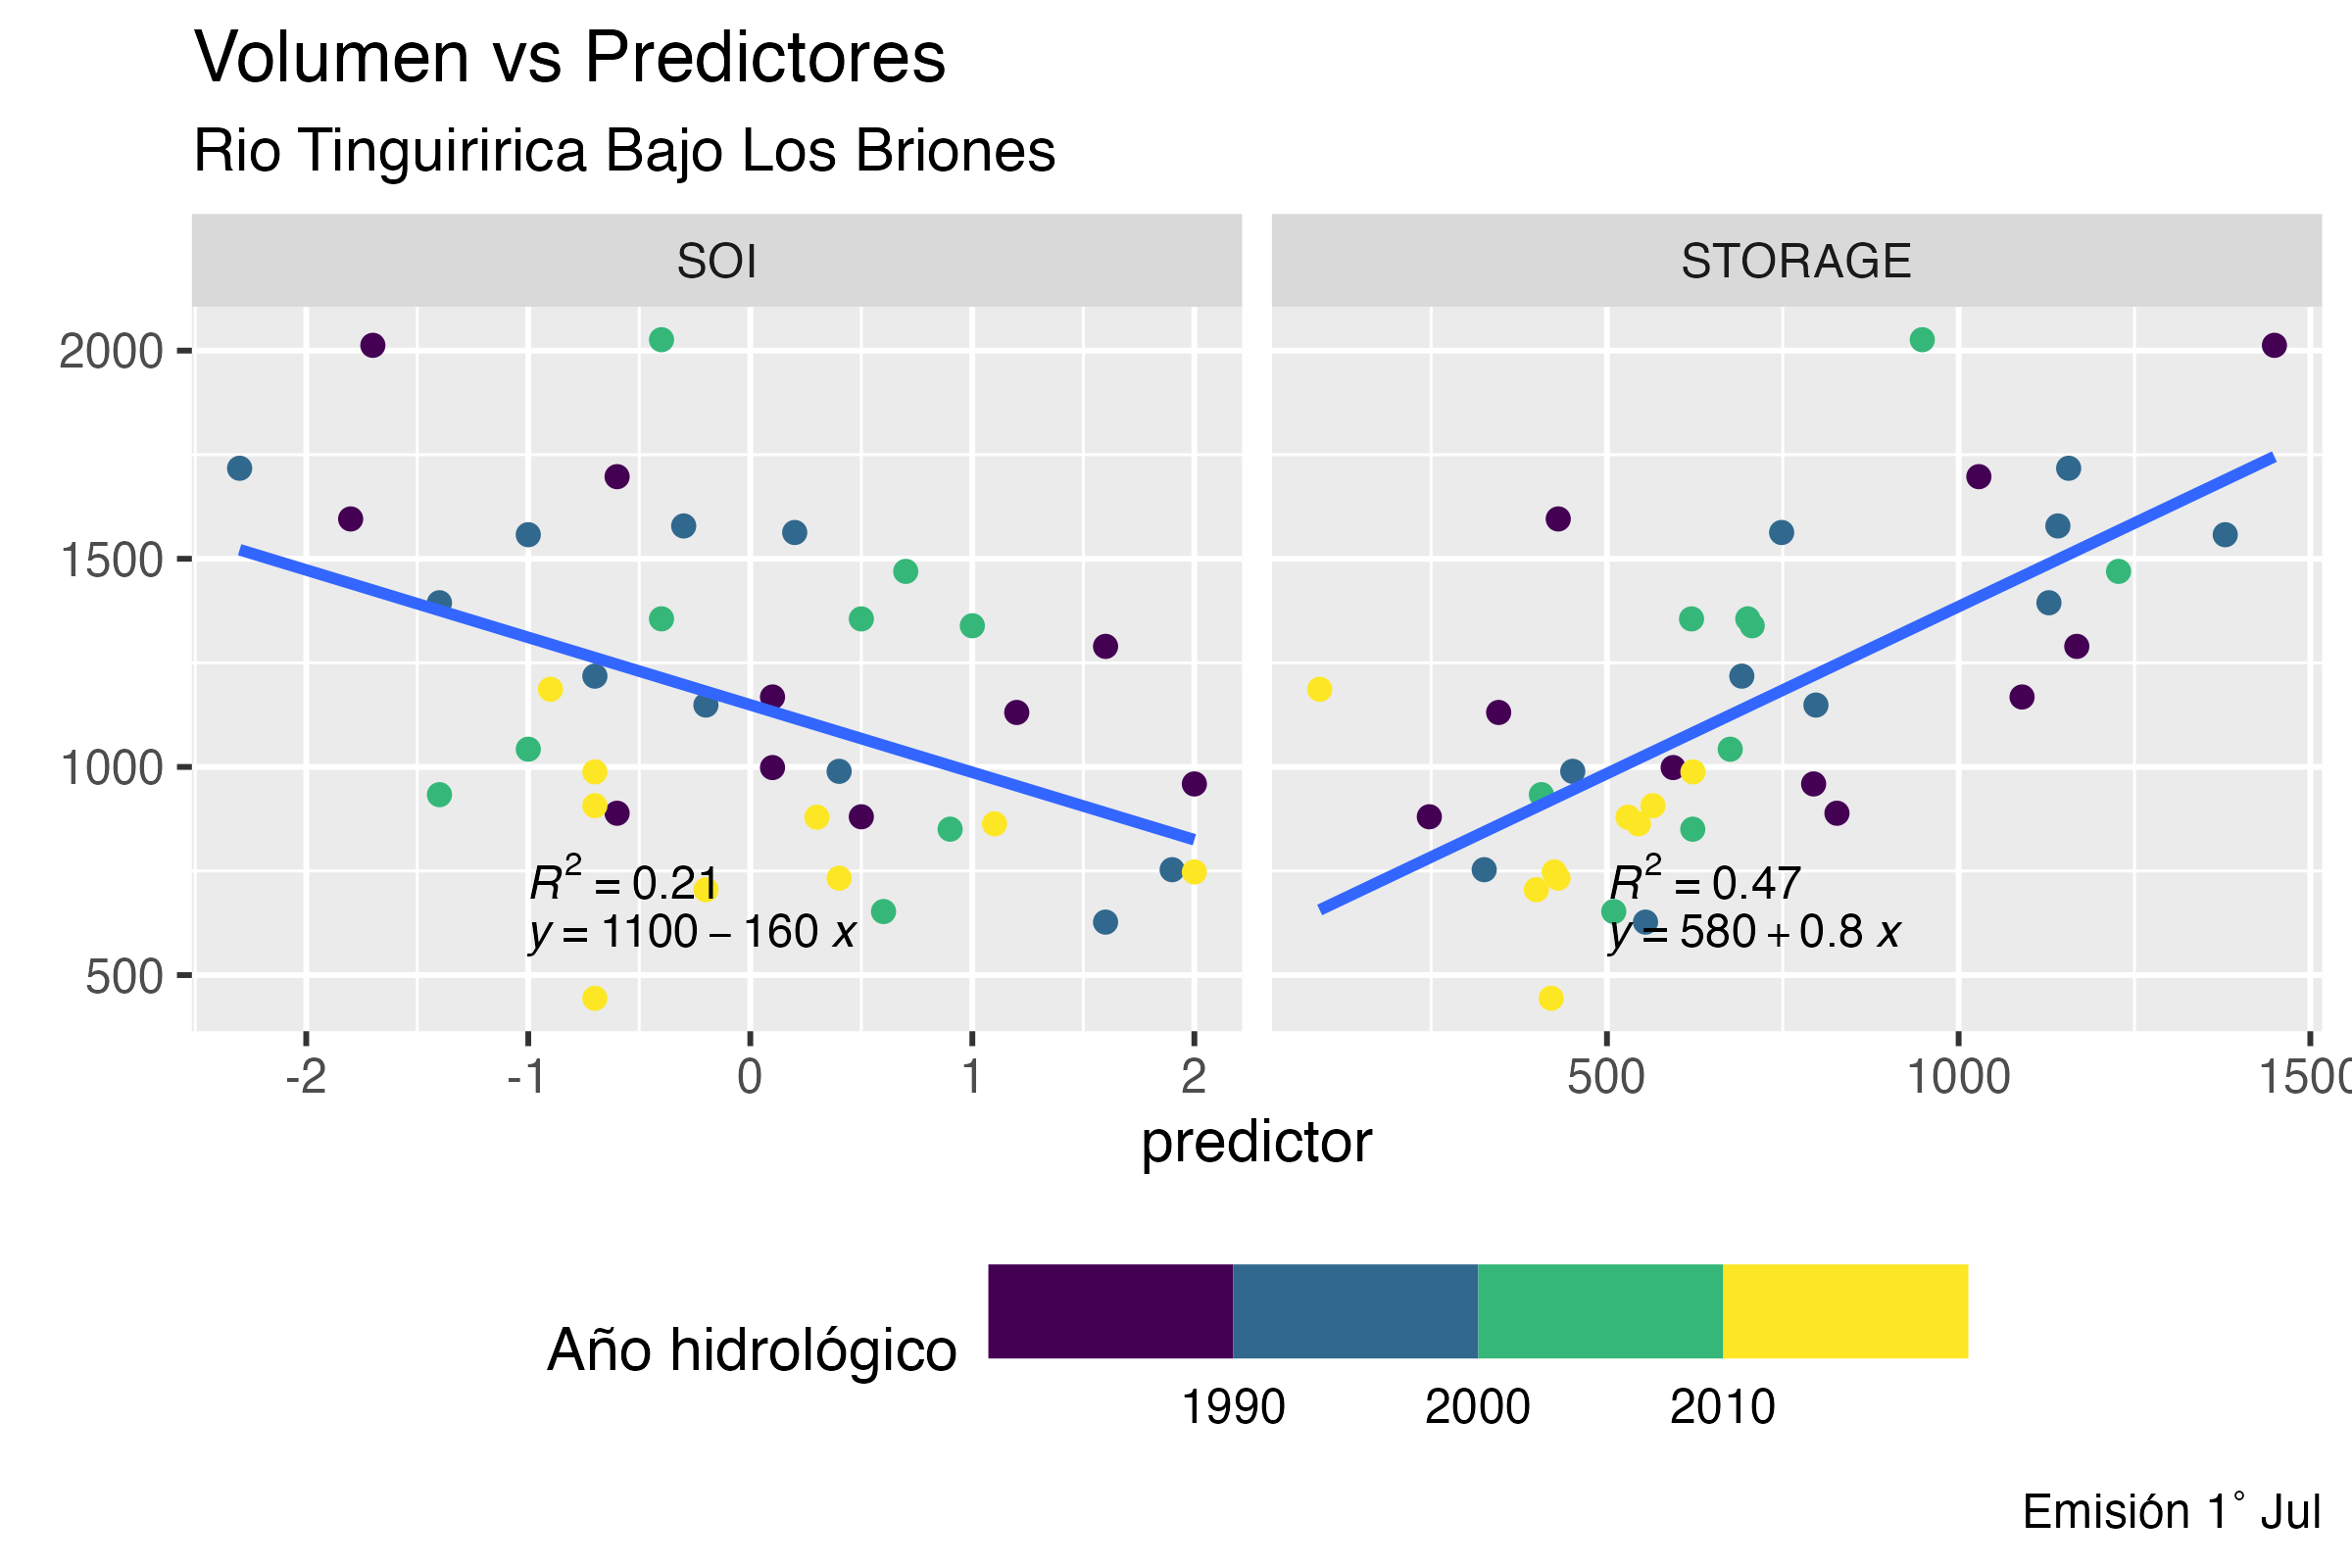 Volumen vs Predictores
Rio Tinguiririca Bajo Los Briones
SOI
STORAGE
2000
1500
1000
500
R² = 0.21
y = 1100 − 160 x
R² = 0.47
y = 580 + 0.8 x
-2 -1 0 1 2
500 1000 1500
predictor
Año hidrológico
1990 2000 2010
Emisión 1° Jul